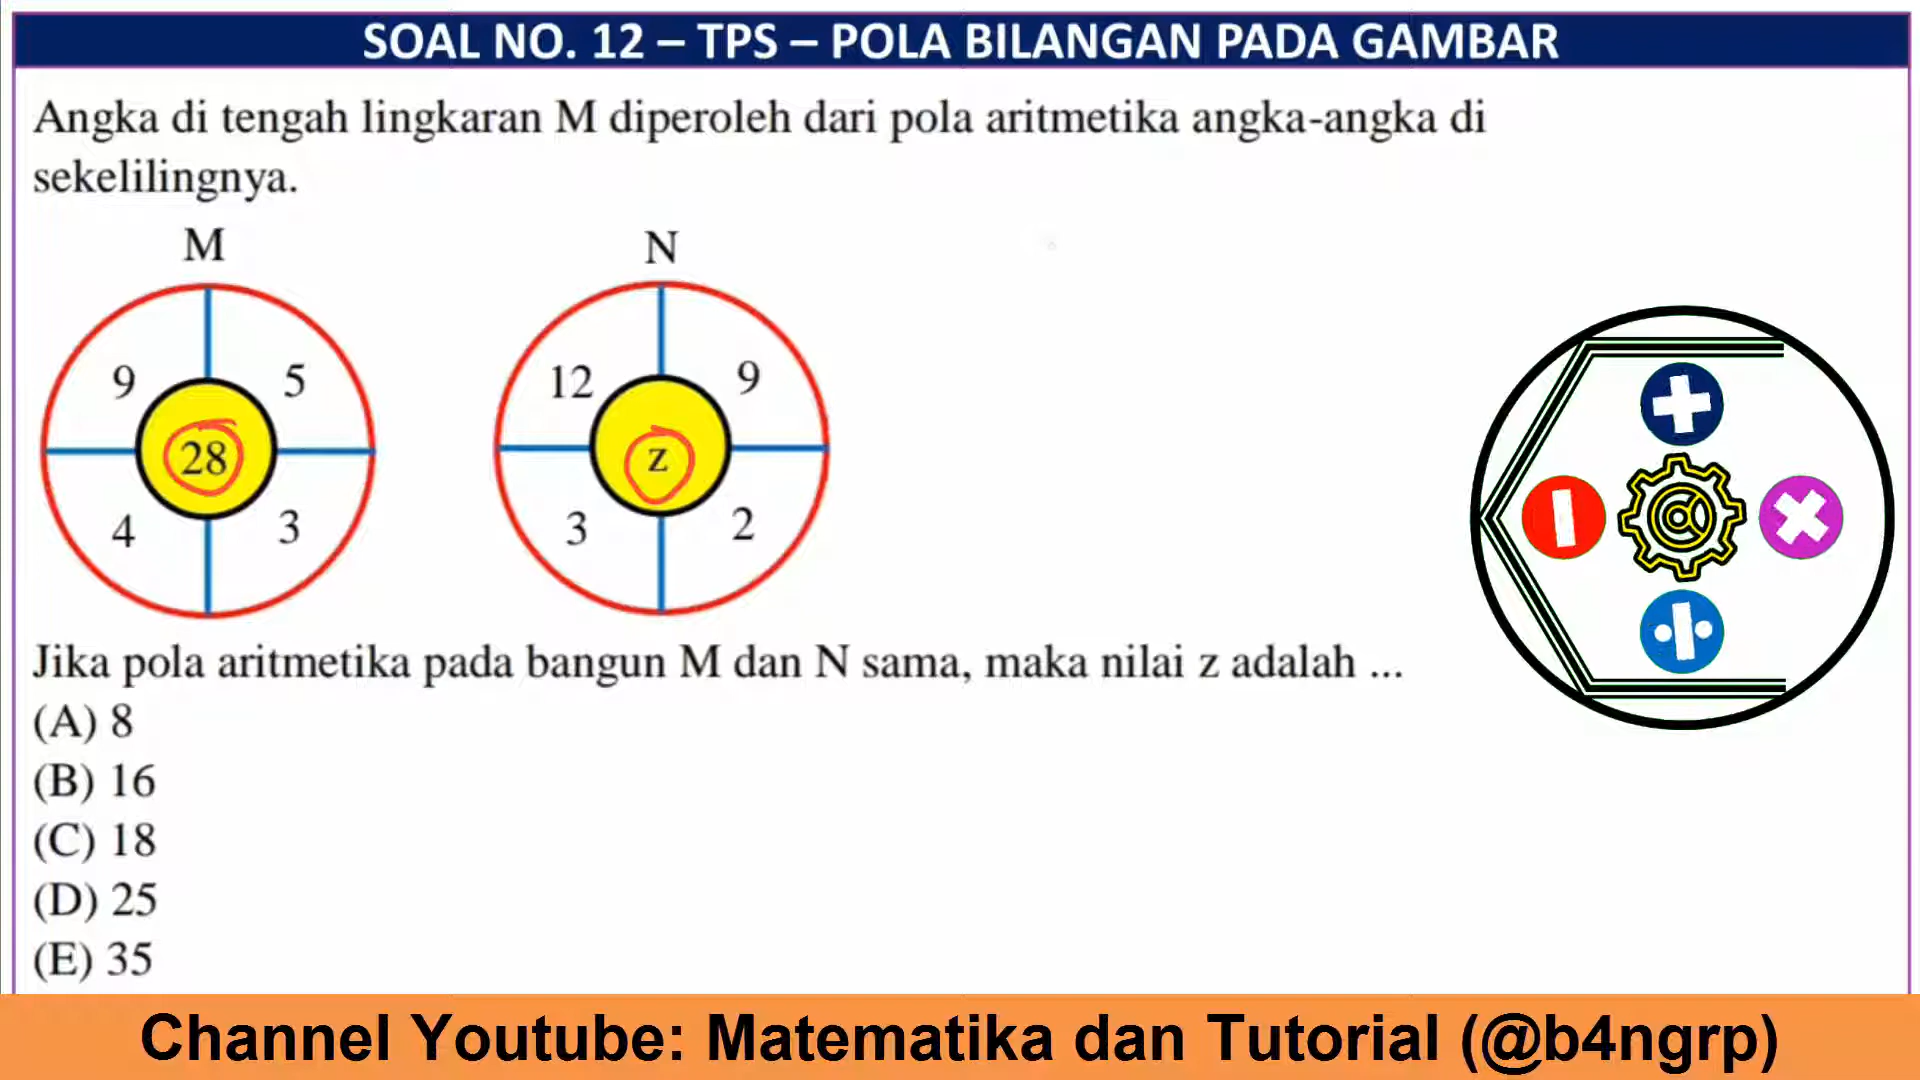 SOAL NO. 12 – TPS – POLA BILANGAN PADA GAMBAR
Angka di tengah lingkaran M diperoleh dari pola aritmetika angka-angka di
sekelilingnya.
M N
9 5 12 9
28 z
4 3 3 2
Jika pola aritmetika pada bangun M dan N sama, maka nilai z adalah ...
(A) 8
(B) 16
(C) 18
(D) 25
(E) 35
Channel Youtube: Matematika dan Tutorial (@b4ngrp)